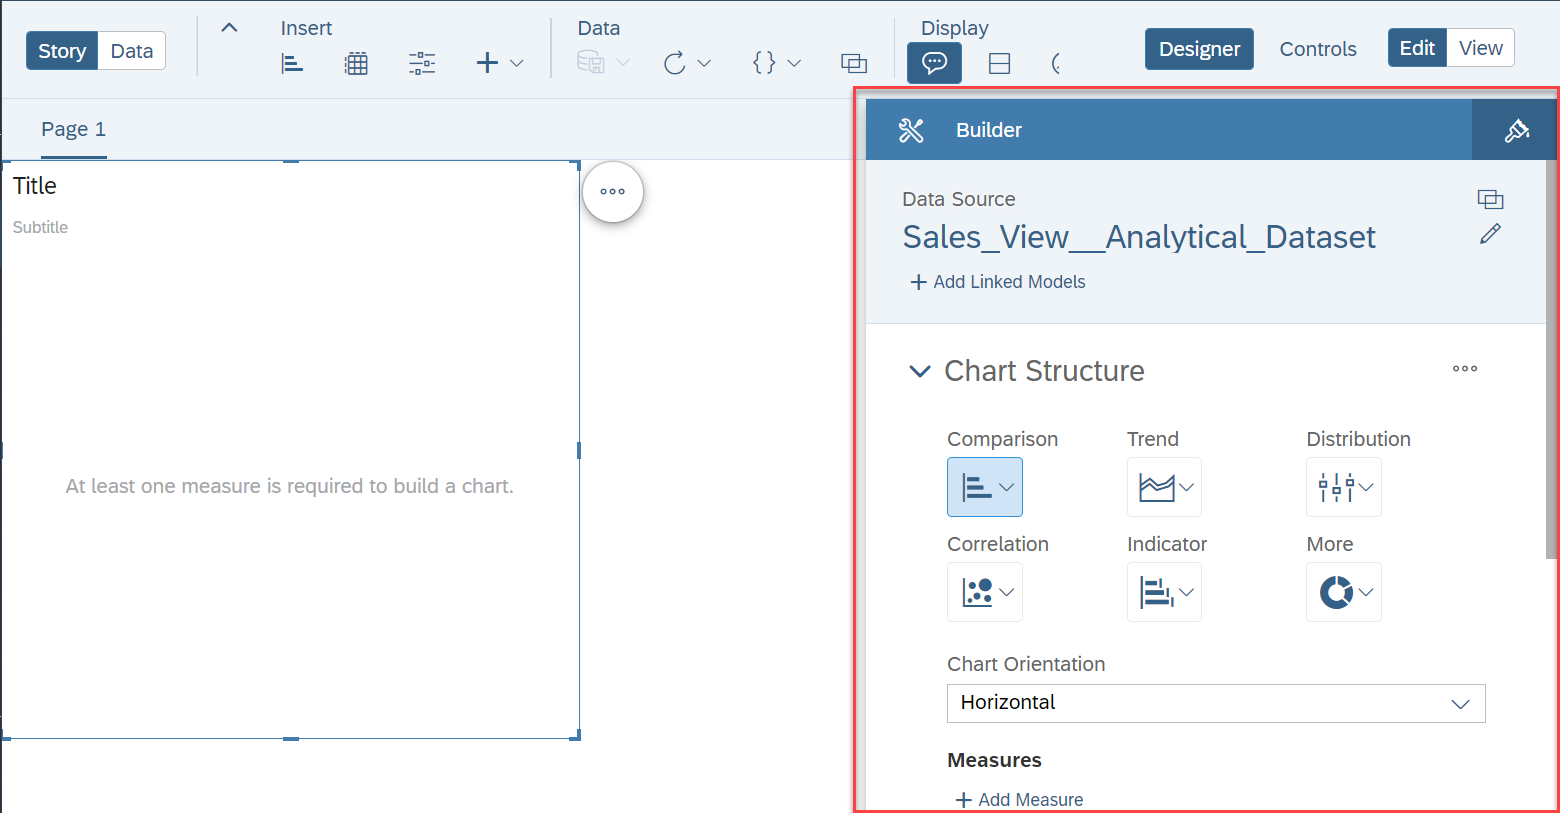 Story
Data
Insert
Data
Display
Designer
Controls
Edit
View
Page 1
Title
Subtitle
At least one measure is required to build a chart.
Builder
Data Source
Sales_View__Analytical_Dataset
+ Add Linked Models
Chart Structure
Comparison
Trend
Distribution
Correlation
Indicator
More
Chart Orientation
Horizontal
Measures
+ Add Measure